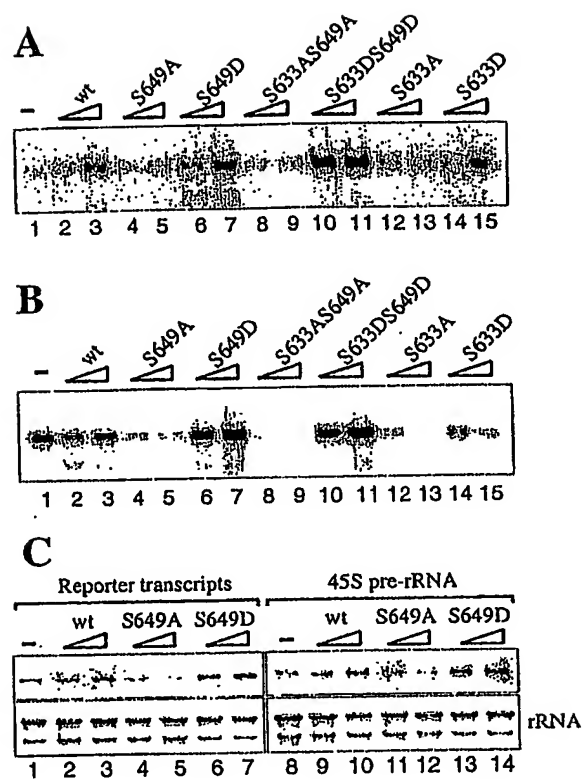 A
– wt S649A S649D S633AS649A S633DS649D S633A S633D
1 2 3 4 5 6 7 8 9 10 11 12 13 14 15
B
– wt S649A S649D S633AS649A S633DS649D S633A S633D
1 2 3 4 5 6 7 8 9 10 11 12 13 14 15
C
Reporter transcripts 45S pre-rRNA
– wt S649A S649D – wt S649A S649D
rRNA
1 2 3 4 5 6 7 8 9 10 11 12 13 14